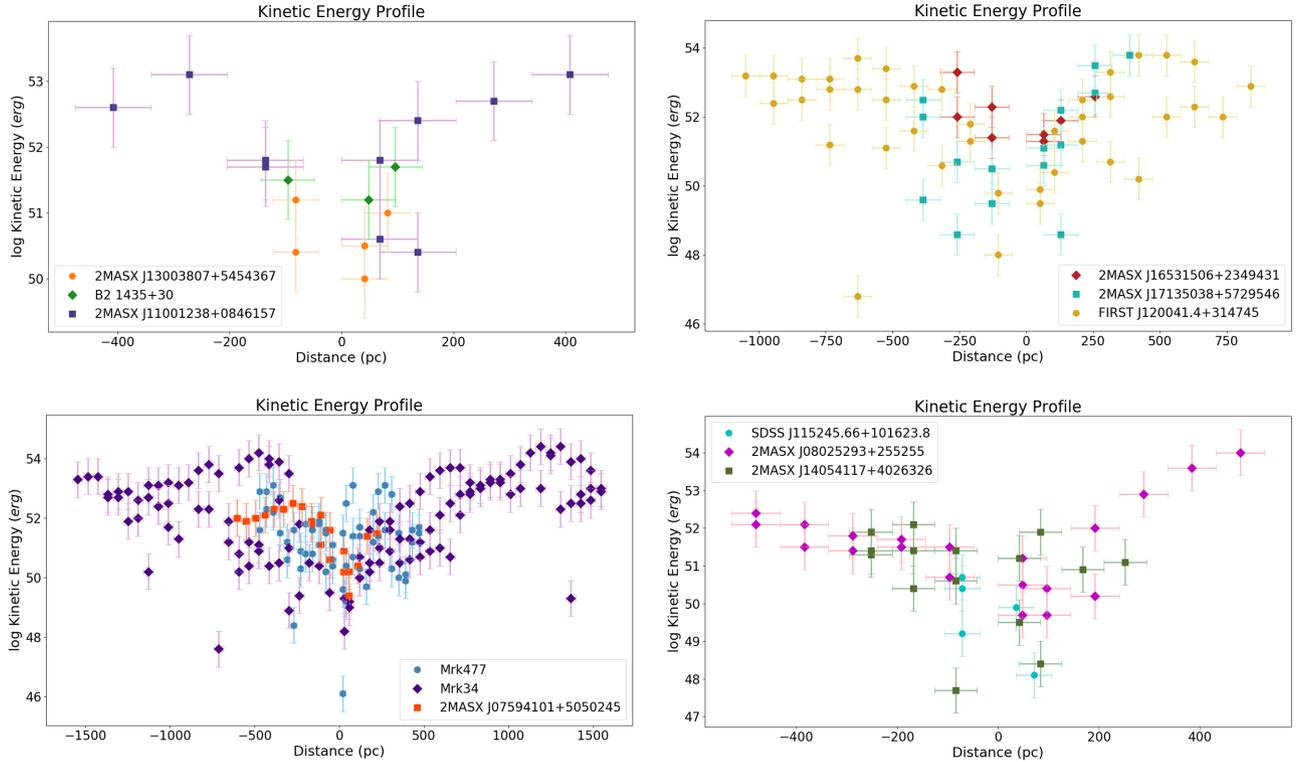 Kinetic Energy Profile
log Kinetic Energy (erg)
53
52
51
50
2MASX J13003807+5454367
B2 1435+30
2MASX J11001238+0846157
−400 −200 0 200 400
Distance (pc)
Kinetic Energy Profile
log Kinetic Energy (erg)
54
52
50
48
46
2MASX J16531506+2349431
2MASX J17135038+5729546
FIRST J120041.4+314745
−1000 −750 −500 −250 0 250 500 750
Distance (pc)
Kinetic Energy Profile
log Kinetic Energy (erg)
54
52
50
48
46
Mrk477
Mrk34
2MASX J07594101+5050245
−1500 −1000 −500 0 500 1000 1500
Distance (pc)
Kinetic Energy Profile
log Kinetic Energy (erg)
SDSS J115245.66+101623.8
2MASX J08025293+255255
2MASX J14054117+4026326
54
53
52
51
50
49
48
47
−400 −200 0 200 400
Distance (pc)